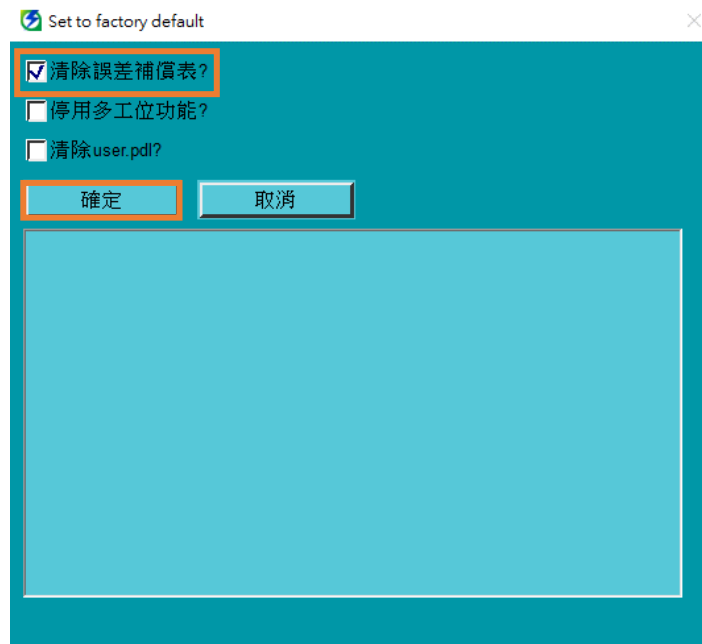 Set to factory default
清除誤差補償表?
停用多工位功能?
清除user.pdl?
確定 取消